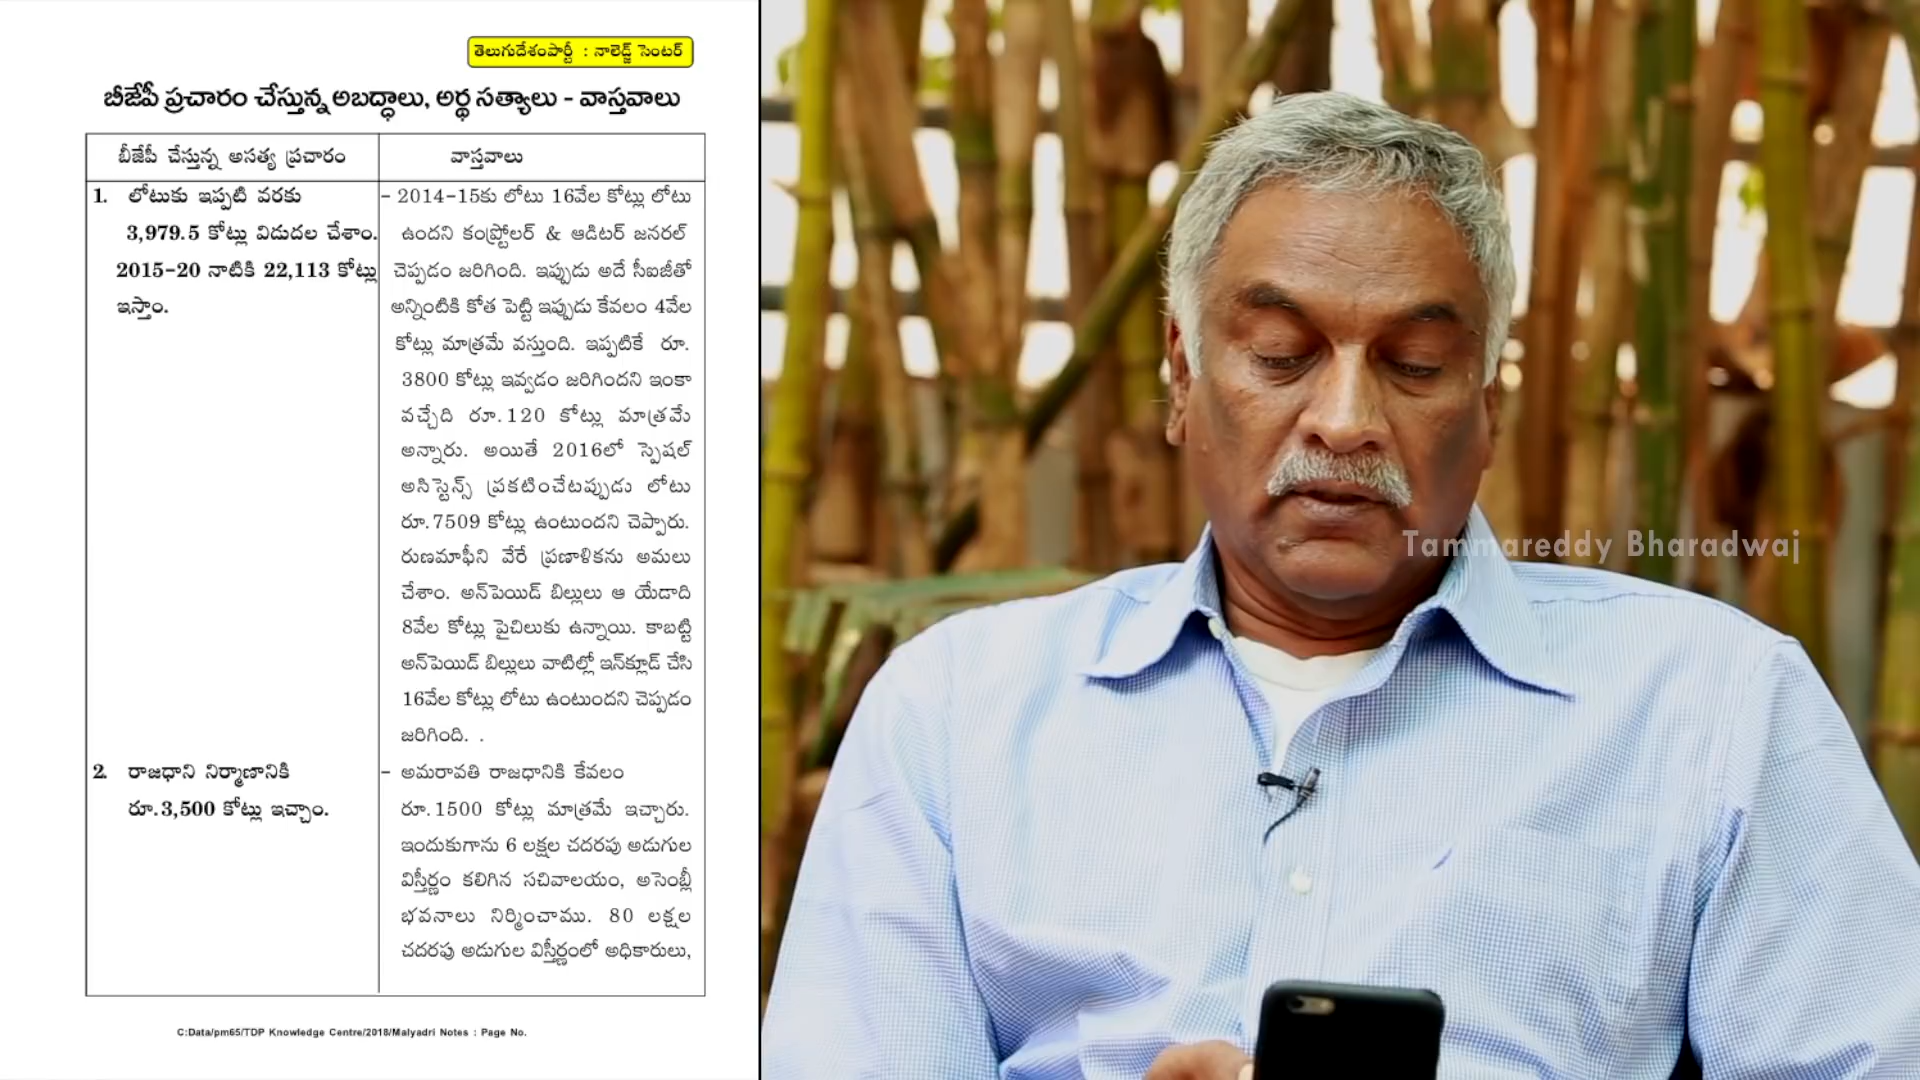 తెలుగుదేశంపార్టీ : నాలెడ్జ్ సెంటర్
బీజేపీ ప్రచారం చేస్తున్న అబద్ధాలు, అర్థ సత్యాలు - వాస్తవాలు
బీజేపీ చేస్తున్న అసత్య ప్రచారం
వాస్తవాలు
1. లోటుకు ఇప్పటి వరకు
3,979.5 కోట్లు విడుదల చేశాం.
2015-20 నాటికి 22,113 కోట్లు
ఇస్తాం.
- 2014-15కు లోటు 16వేల కోట్లు లోటు
ఉందని కంప్ట్రోలర్ & ఆడిటర్ జనరల్
చెప్పడం జరిగింది. ఇప్పుడు అదే సీఐజీతో
అన్నింటికి కోత పెట్టి ఇప్పుడు కేవలం 4వేల
కోట్లు మాత్రమే వస్తుంది. ఇప్పటికే రూ.
3800 కోట్లు ఇవ్వడం జరిగిందని ఇంకా
వచ్చేది రూ.120 కోట్లు మాత్రమే
అన్నారు. అయితే 2016లో స్పెషల్
అసిస్టెన్స్ ప్రకటించేటప్పుడు లోటు
రూ.7509 కోట్లు ఉంటుందని చెప్పారు.
రుణమాఫీని వేరే ప్రణాళికను అమలు
చేశాం. అన్‌పెయిడ్ బిల్లులు ఆ యేడాది
8వేల కోట్లు పైచిలుకు ఉన్నాయి. కాబట్టి
అన్‌పెయిడ్ బిల్లులు వాటిల్లో ఇన్‌క్లూడ్ చేసి
16వేల కోట్లు లోటు ఉంటుందని చెప్పడం
జరిగింది. .
2. రాజధాని నిర్మాణానికి
రూ.3,500 కోట్లు ఇచ్చాం.
- అమరావతి రాజధానికి కేవలం
రూ.1500 కోట్లు మాత్రమే ఇచ్చారు.
ఇందుకుగాను 6 లక్షల చదరపు అడుగుల
విస్తీర్ణం కలిగిన సచివాలయం, అసెంబ్లీ
భవనాలు నిర్మించాము. 80 లక్షల
చదరపు అడుగుల విస్తీర్ణంలో అధికారులు,
C:Data/pm65/TDP Knowledge Centre/2018/Malyadri Notes : Page No.
Tammareddy Bharadwaj